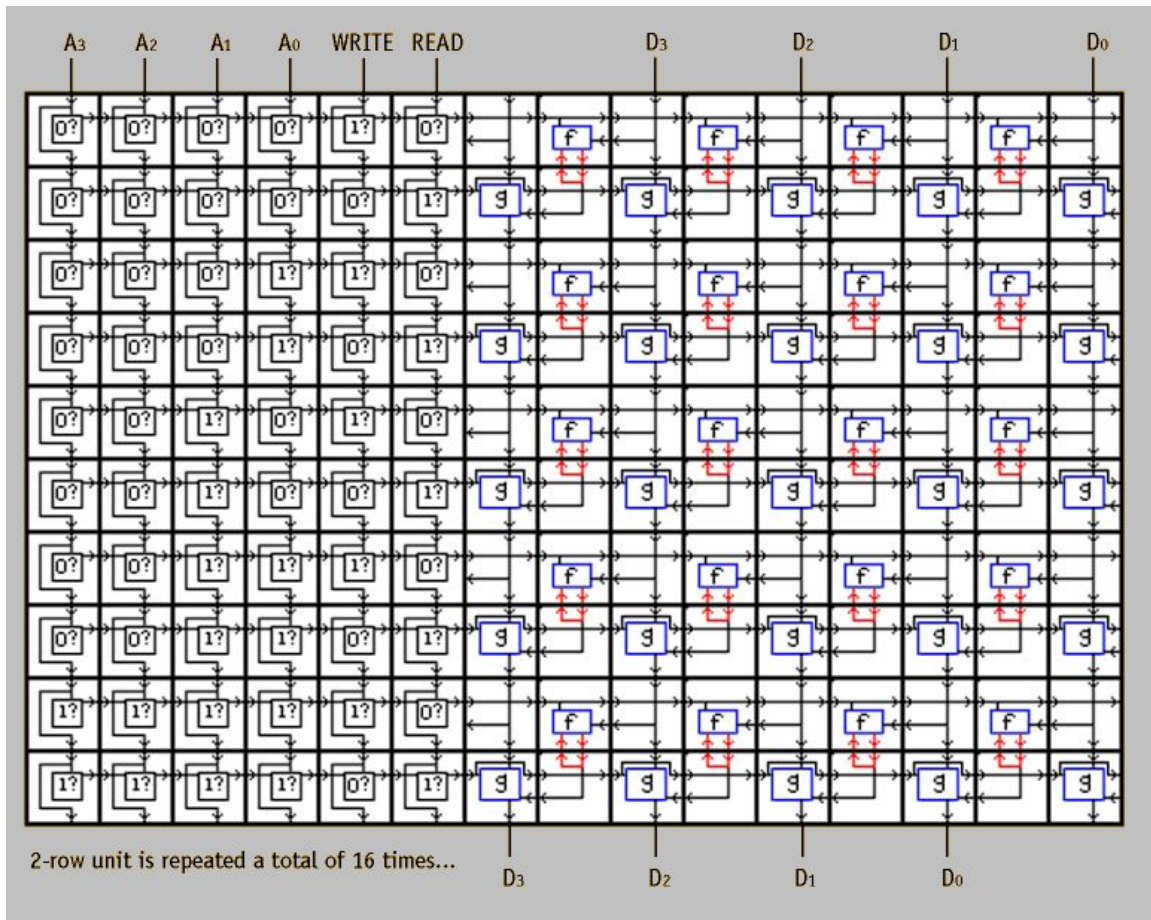 A3 A2 A1 A0 WRITE READ D3 D2 D1 D0
0? 0? 0? 0? 1? 0? f f f f
0? 0? 0? 0? 0? 1? g g g g g
0? 0? 0? 1? 1? 0? f f f f
0? 0? 0? 1? 0? 1? g g g g g
0? 0? 1? 0? 1? 0? f f f f
0? 0? 1? 0? 0? 1? g g g g g
0? 0? 1? 1? 1? 0? f f f f
0? 0? 1? 1? 0? 1? g g g g g
1? 1? 1? 1? 1? 0? f f f f
1? 1? 1? 1? 0? 1? g g g g g
2-row unit is repeated a total of 16 times...
D3 D2 D1 D0